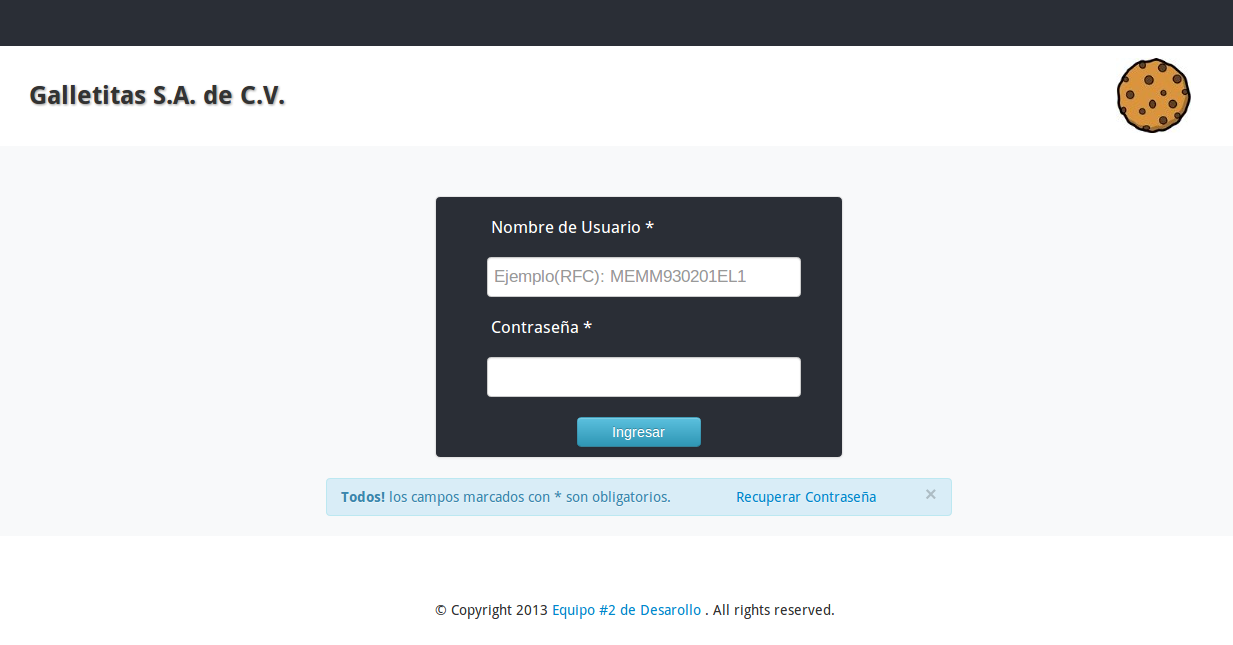 Galletitas S.A. de C.V.
Nombre de Usuario *
Ejemplo(RFC): MEMM930201EL1
Contraseña *
Ingresar
Todos! los campos marcados con * son obligatorios. Recuperar Contraseña ×
© Copyright 2013 Equipo #2 de Desarollo . All rights reserved.